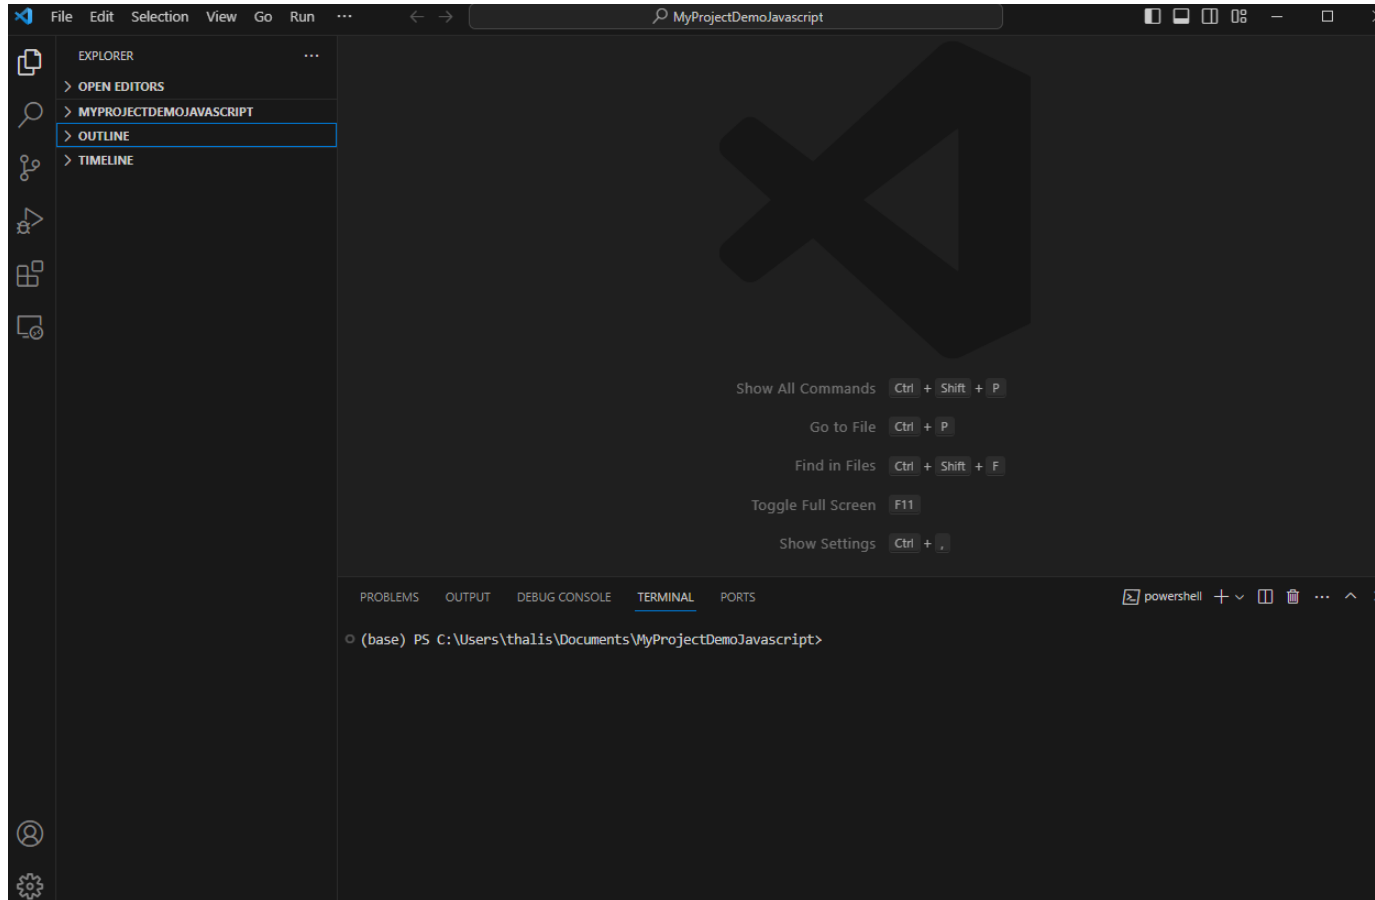 File Edit Selection View Go Run ··· MyProjectDemoJavascript
EXPLORER ···
OPEN EDITORS
MYPROJECTDEMOJAVASCRIPT
OUTLINE
TIMELINE
Show All Commands Ctrl + Shift + P
Go to File Ctrl + P
Find in Files Ctrl + Shift + F
Toggle Full Screen F11
Show Settings Ctrl + ,
PROBLEMS OUTPUT DEBUG CONSOLE TERMINAL PORTS powershell ···
(base) PS C:\Users\thalis\Documents\MyProjectDemoJavascript>